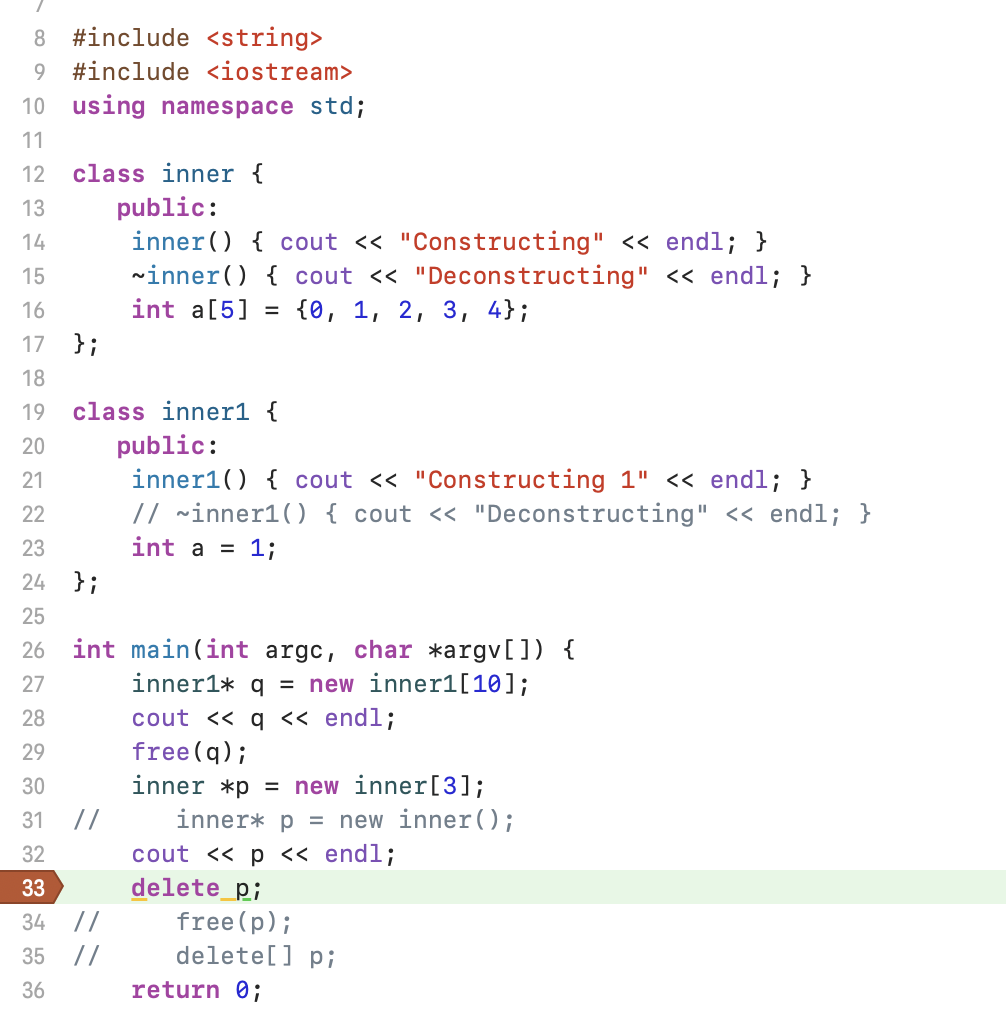 7
8 #include <string>
9 #include <iostream>
10 using namespace std;
11
12 class inner {
13    public:
14     inner() { cout << "Constructing" << endl; }
15     ~inner() { cout << "Deconstructing" << endl; }
16     int a[5] = {0, 1, 2, 3, 4};
17 };
18
19 class inner1 {
20    public:
21     inner1() { cout << "Constructing 1" << endl; }
22     // ~inner1() { cout << "Deconstructing" << endl; }
23     int a = 1;
24 };
25
26 int main(int argc, char *argv[]) {
27     inner1* q = new inner1[10];
28     cout << q << endl;
29     free(q);
30     inner *p = new inner[3];
31 //     inner* p = new inner();
32     cout << p << endl;
33     delete p;
34 //     free(p);
35 //     delete[] p;
36     return 0;